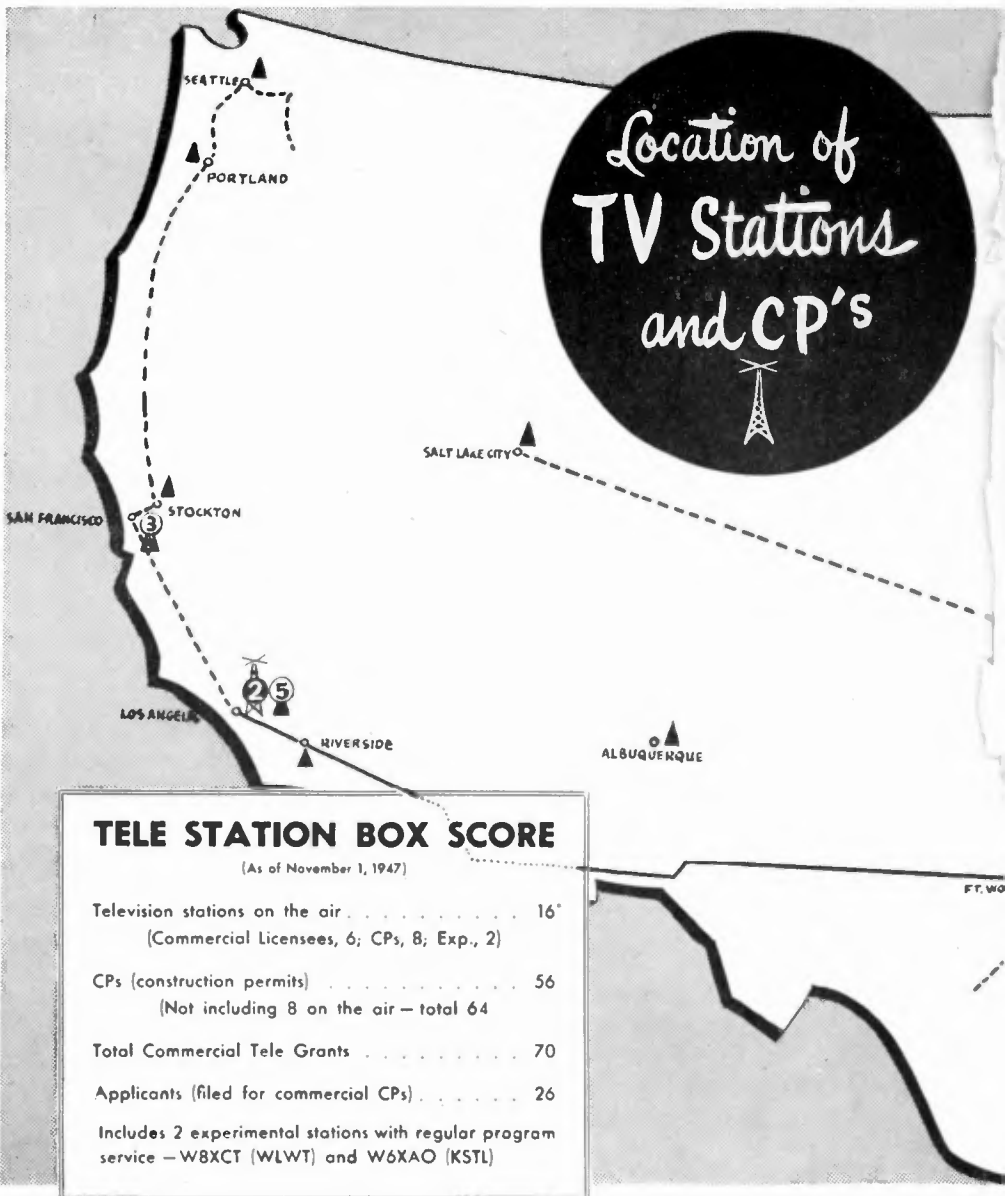 SEATTLE
PORTLAND
Location of
TV Stations
and CP's
SALT LAKE CITY
SAN FRANCISCO
STOCKTON
3
2 5
LOS ANGELES
RIVERSIDE
ALBUQUERQUE
FT. WO
TELE STATION BOX SCORE
(As of November 1, 1947)
Television stations on the air . . . . . . . . . . . 16*
(Commercial Licensees, 6; CPs, 8; Exp., 2)
CPs (construction permits) . . . . . . . . . . . . 56
(Not including 8 on the air — total 64
Total Commercial Tele Grants . . . . . . . . . . 70
Applicants (filed for commercial CPs) . . . . . . 26
Includes 2 experimental stations with regular program
service — W8XCT (WLWT) and W6XAO (KSTL)